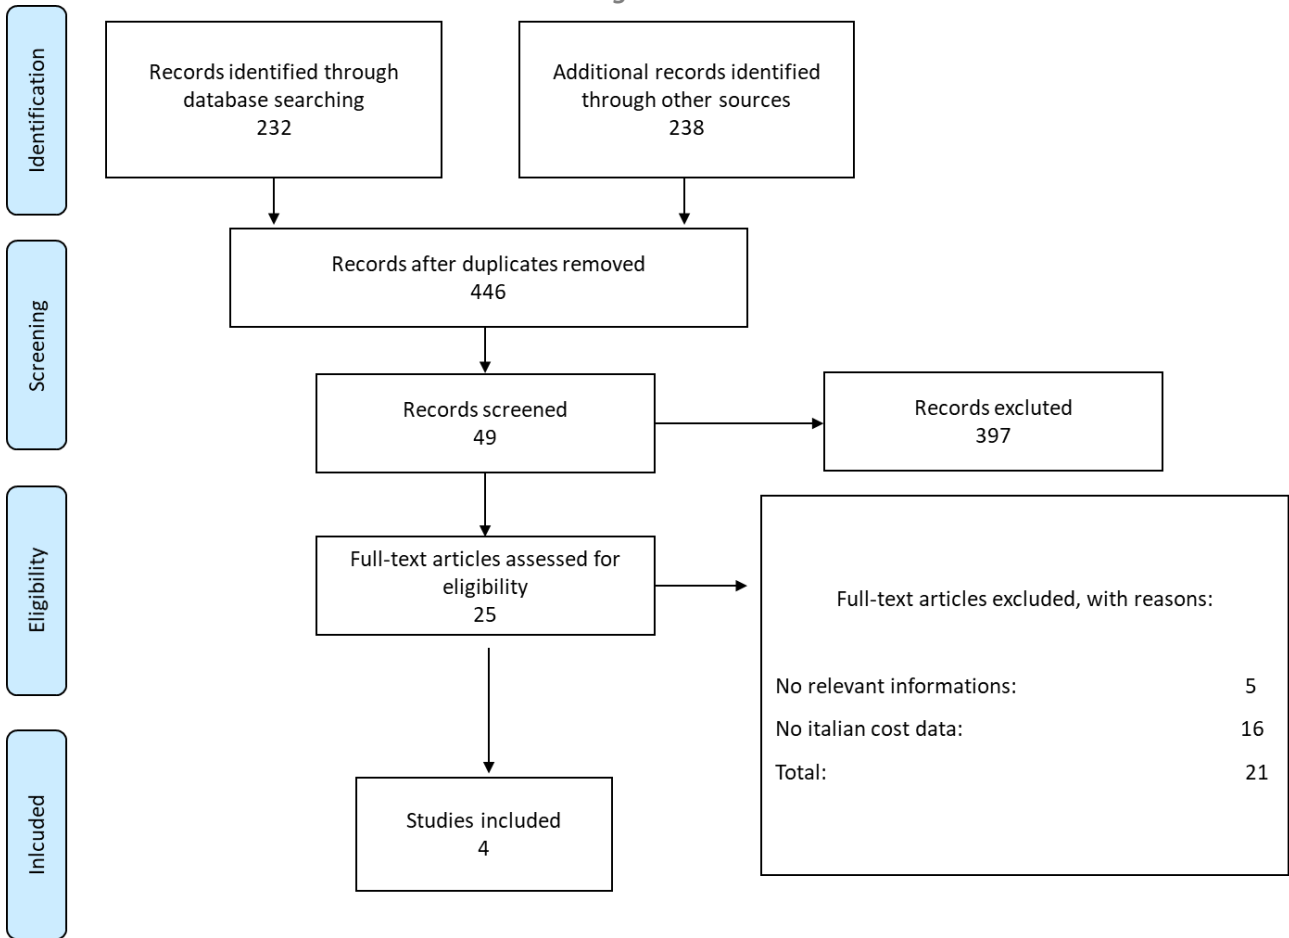 Identification
Records identified through
database searching
232
Additional records identified
through other sources
238
Screening
Records after duplicates removed
446
Records screened
49
Records excluted
397
Eligibility
Full-text articles assessed for
eligibility
25
Full-text articles excluded, with reasons:
No relevant informations: 5
No italian cost data: 16
Total: 21
Inlcuded
Studies included
4